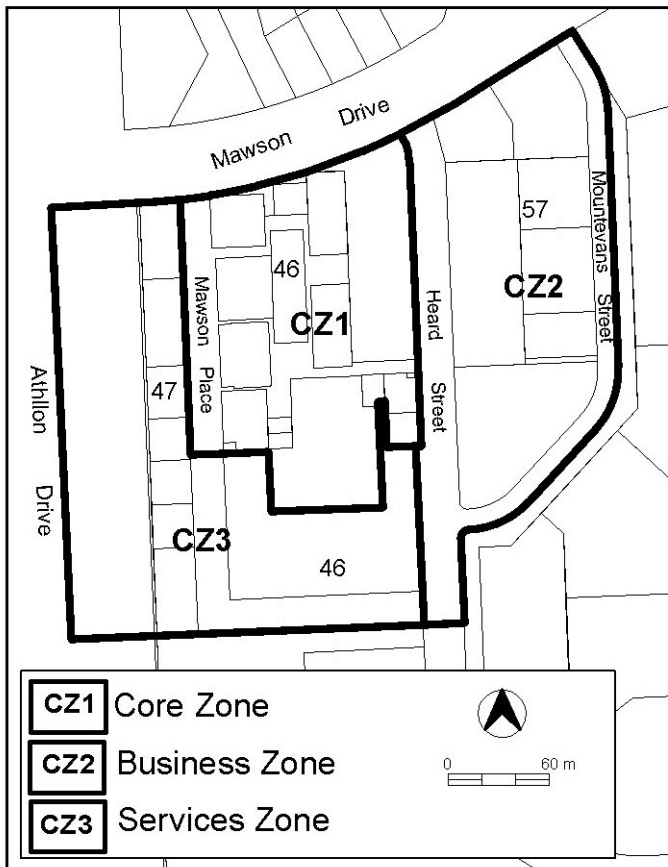 Mawson Drive
57
Mountevans Street
46
CZ2
Mawson Place
CZ1
Heard Street
Athllon Drive
47
CZ3
46
CZ1 Core Zone
CZ2 Business Zone
CZ3 Services Zone
0 60 m